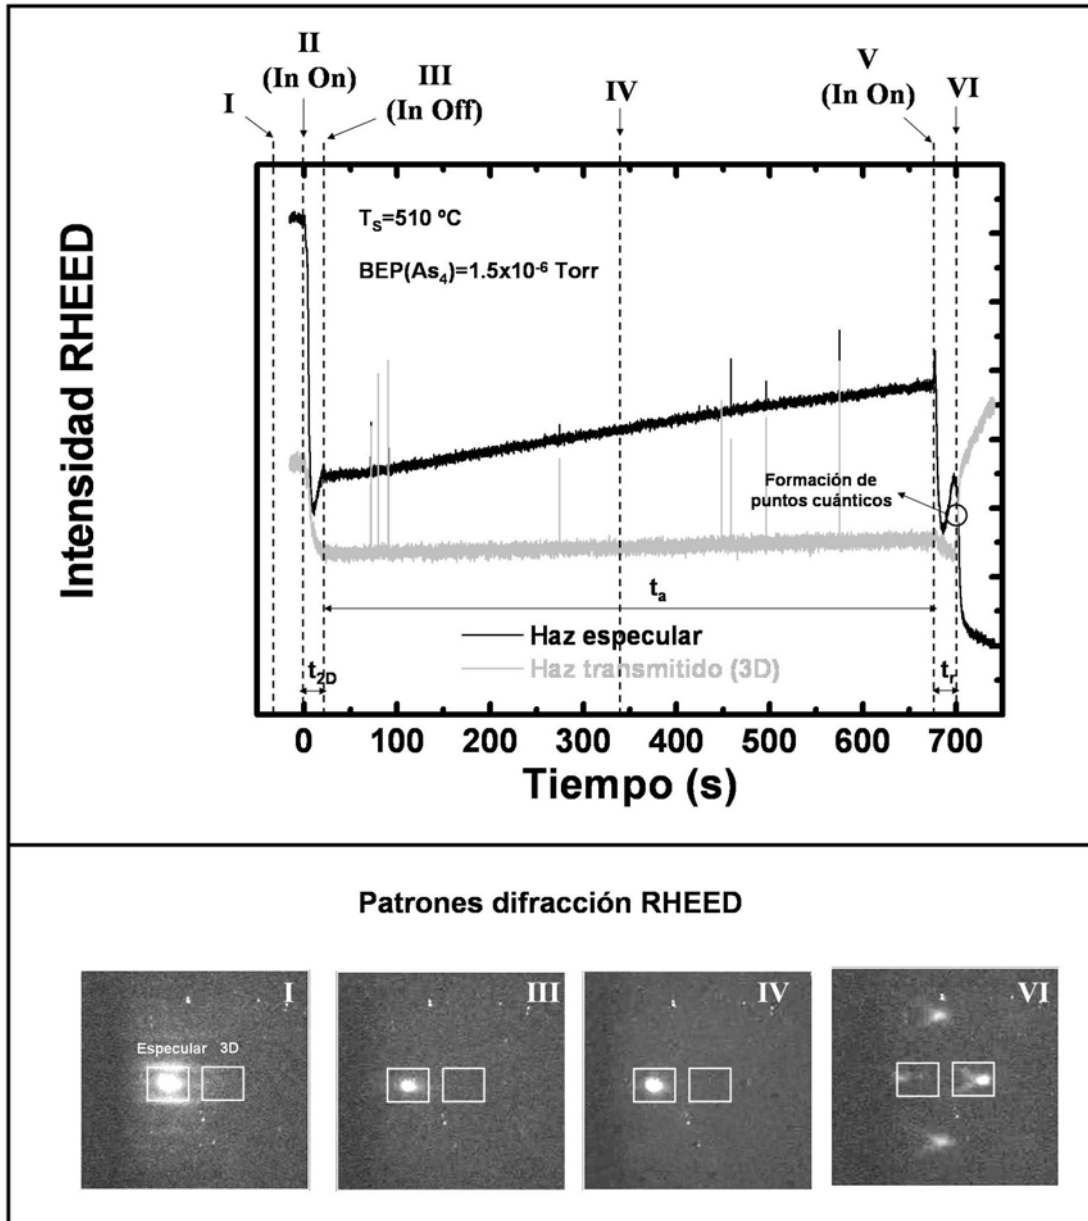 II
(In On)
I
III
(In Off)
IV
V
(In On)
VI
T_S=510 ºC
BEP(As_4)=1.5x10^-6 Torr
Intensidad RHEED
Formación de
puntos cuánticos
t_a
Haz especular
Haz transmitido (3D)
t_2D
t_r
0 100 200 300 400 500 600 700
Tiempo (s)
Patrones difracción RHEED
I
Especular 3D
III
IV
VI